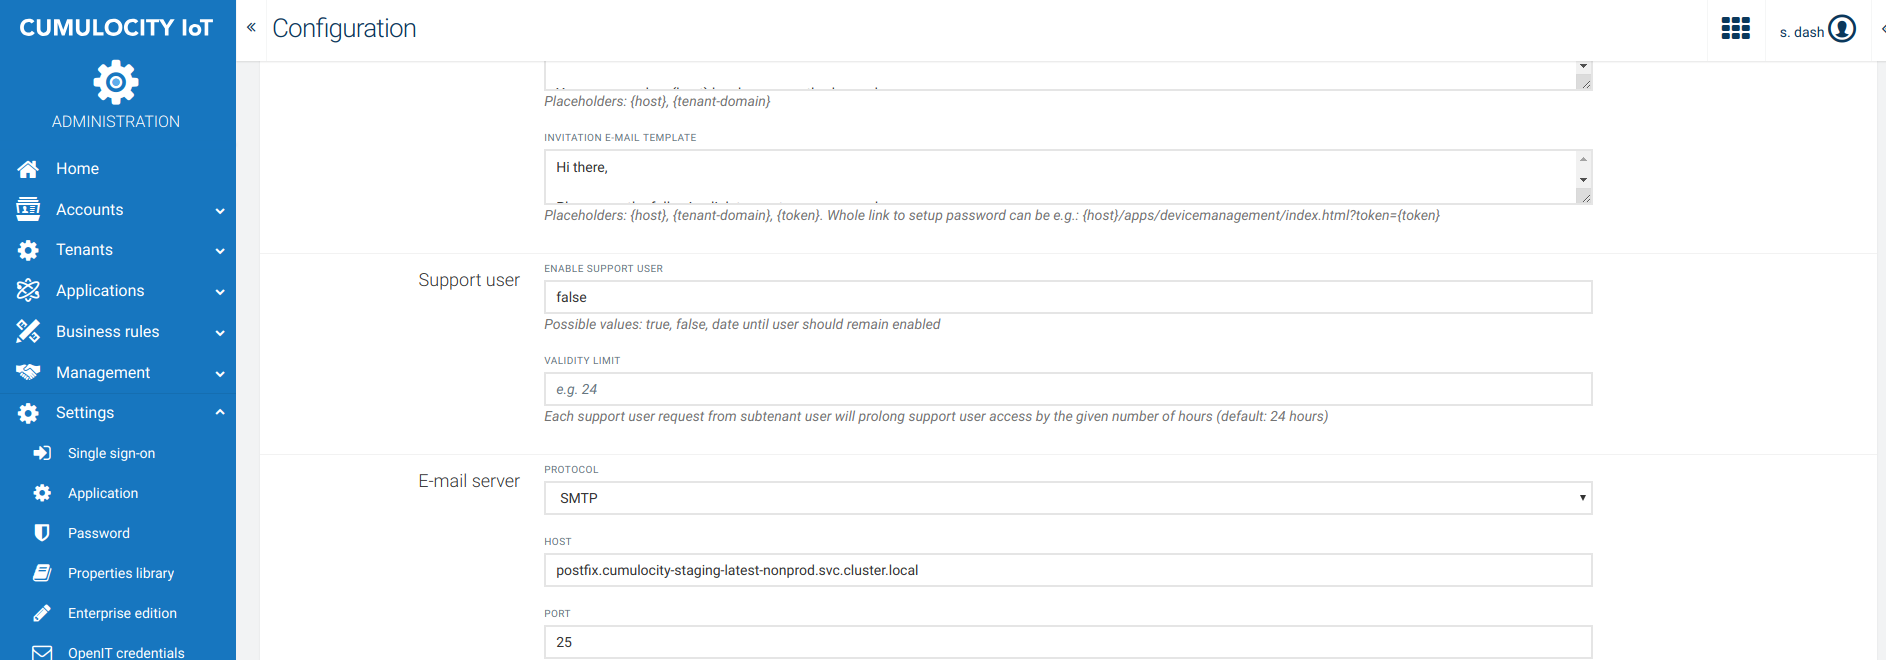 CUMULOCITY IoT
ADMINISTRATION
Home
Accounts
Tenants
Applications
Business rules
Management
Settings
Single sign-on
Application
Password
Properties library
Enterprise edition
OpenIT credentials
«
Configuration
s. dash
Placeholders: {host}, {tenant-domain}
INVITATION E-MAIL TEMPLATE
Hi there,
Placeholders: {host}, {tenant-domain}, {token}. Whole link to setup password can be e.g.: {host}/apps/devicemanagement/index.html?token={token}
Support user
ENABLE SUPPORT USER
false
Possible values: true, false, date until user should remain enabled
VALIDITY LIMIT
e.g. 24
Each support user request from subtenant user will prolong support user access by the given number of hours (default: 24 hours)
E-mail server
PROTOCOL
SMTP
HOST
postfix.cumulocity-staging-latest-nonprod.svc.cluster.local
PORT
25